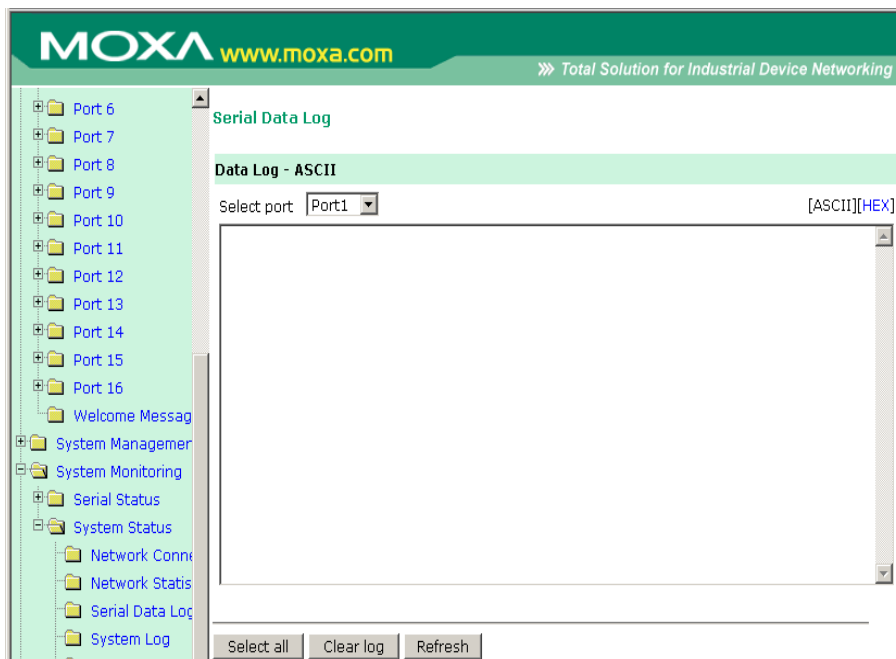 MOXA www.moxa.com
Total Solution for Industrial Device Networking
Port 6
Port 7
Port 8
Port 9
Port 10
Port 11
Port 12
Port 13
Port 14
Port 15
Port 16
Welcome Messag
System Managemer
System Monitoring
Serial Status
System Status
Network Conne
Network Statis
Serial Data Log
System Log
Serial Data Log
Data Log - ASCII
Select port Port1 [ASCII][HEX]
Select all Clear log Refresh